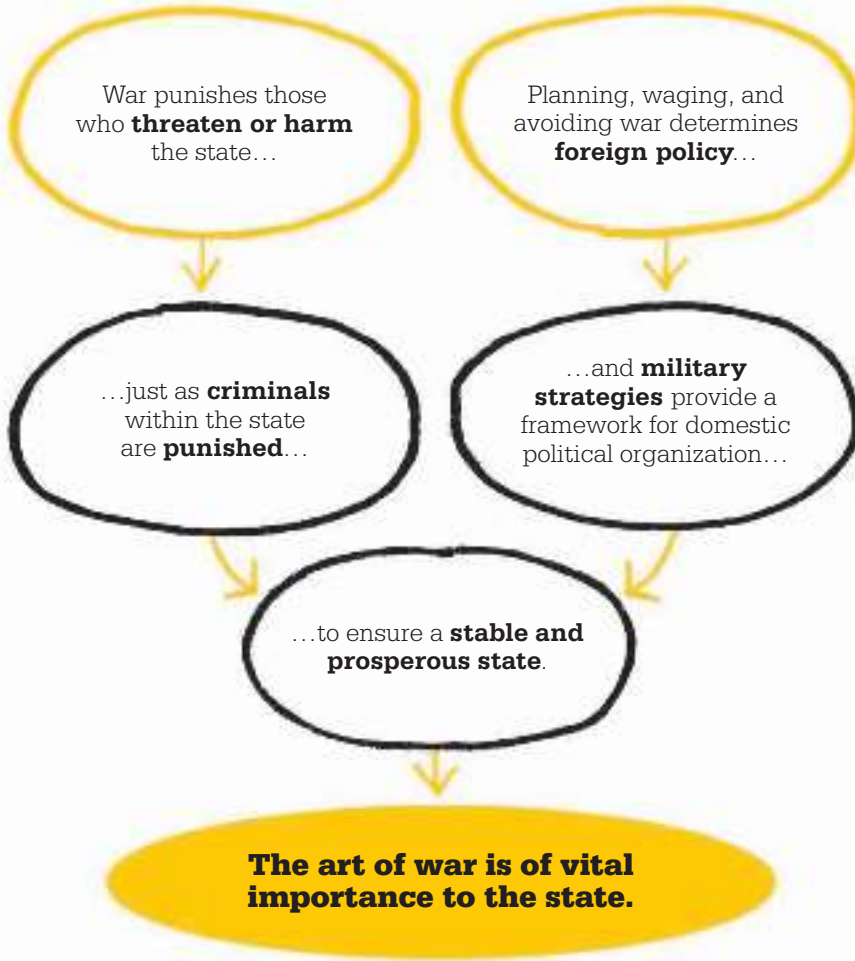 War punishes those
who threaten or harm
the state…
Planning, waging, and
avoiding war determines
foreign policy…
…just as criminals
within the state
are punished…
…and military
strategies provide a
framework for domestic
political organization…
…to ensure a stable and
prosperous state.
The art of war is of vital
importance to the state.